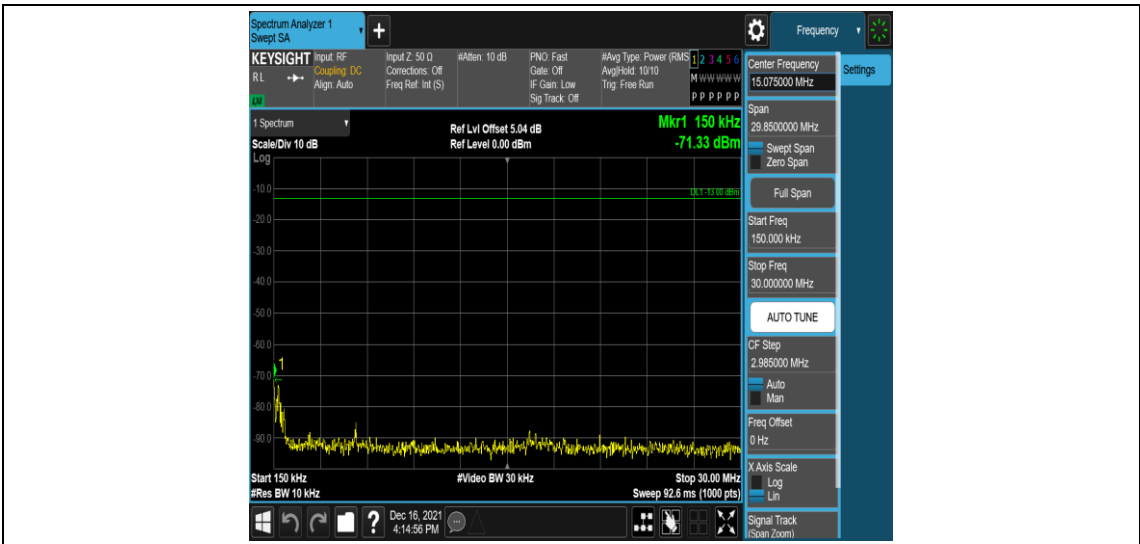 Spectrum Analyzer 1
Swept SA
+
Frequency
KEYSIGHT
RL
LXI
Input: RF
Coupling: DC
Align: Auto
Input Z: 50 Ω
Corrections: Off
Freq Ref: Int (S)
#Atten: 10 dB
PNO: Fast
Gate: Off
IF Gain: Low
Sig Track: Off
#Avg Type: Power (RMS
Avg|Hold: 10/10
Trig: Free Run
1 2 3 4 5 6
M W W W W W
P P P P P P
1 Spectrum
Scale/Div 10 dB
Log
Ref Lvl Offset 5.04 dB
Ref Level 0.00 dBm
Mkr1 150 kHz
-71.33 dBm
DL1 -13.00 dBm
-10.0
-20.0
-30.0
-40.0
-50.0
-60.0
-70.0
-80.0
-90.0
1
Start 150 kHz
#Res BW 10 kHz
#Video BW 30 kHz
Stop 30.00 MHz
Sweep 92.6 ms (1000 pts)
?
Dec 16, 2021
4:14:56 PM
Center Frequency
15.075000 MHz
Settings
Span
29.8500000 MHz
Swept Span
Zero Span
Full Span
Start Freq
150.000 kHz
Stop Freq
30.000000 MHz
AUTO TUNE
CF Step
2.985000 MHz
Auto
Man
Freq Offset
0 Hz
X Axis Scale
Log
Lin
Signal Track
(Span Zoom)